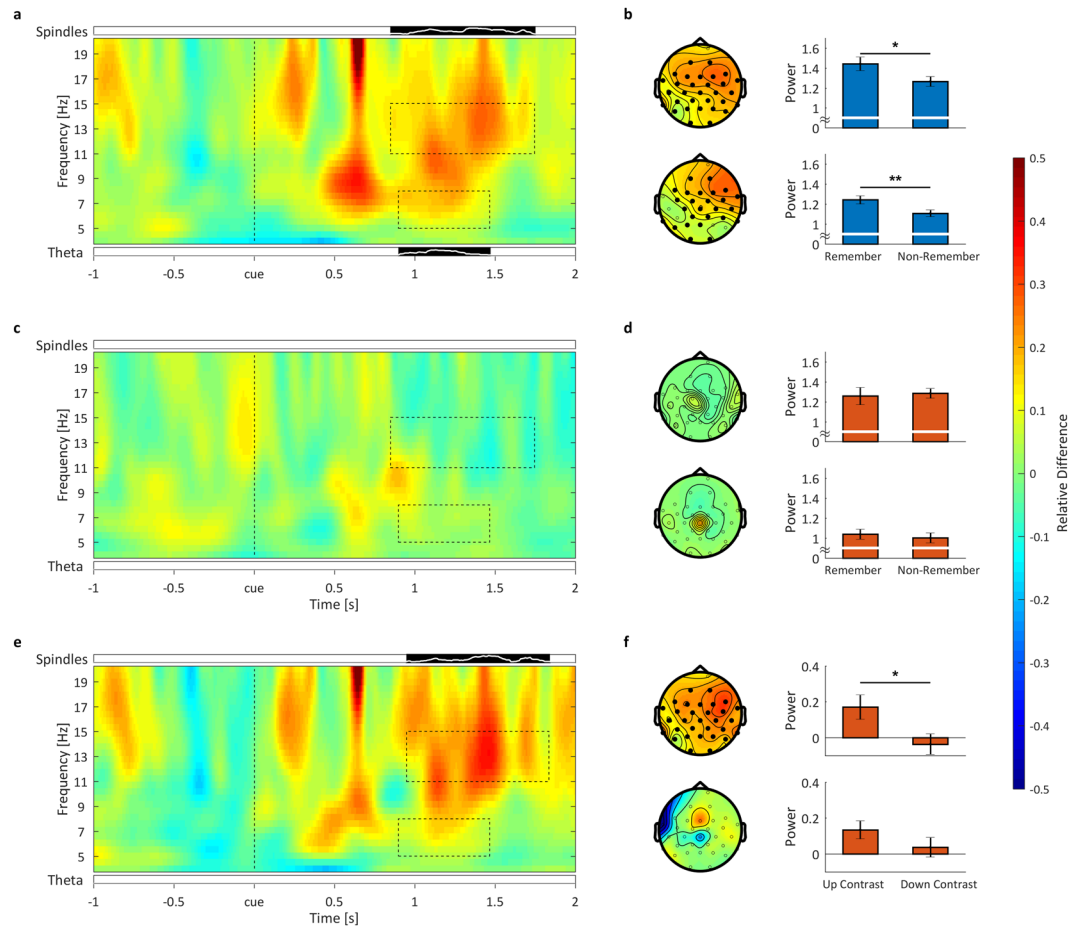 a
Spindles
Frequency [Hz]
19
17
15
13
11
9
7
5
Theta
-1
-0.5
cue
0.5
1
1.5
2
b
Power
1.6
1.4
1.2
1
0
*
Power
1.6
1.4
1.2
1
0
**
Remember
Non-Remember
c
Spindles
Frequency [Hz]
19
17
15
13
11
9
7
5
Theta
-1
-0.5
cue
0.5
1
1.5
2
Time [s]
d
Power
1.6
1.4
1.2
1
0
Power
1.6
1.4
1.2
1
0
Remember
Non-Remember
e
Spindles
Frequency [Hz]
19
17
15
13
11
9
7
5
Theta
-1
-0.5
cue
0.5
1
1.5
2
Time [s]
f
Power
0.4
0.2
0
*
Power
0.4
0.2
0
Up Contrast
Down Contrast
0.5
0.4
0.3
0.2
0.1
0
-0.1
-0.2
-0.3
-0.4
-0.5
Relative Difference